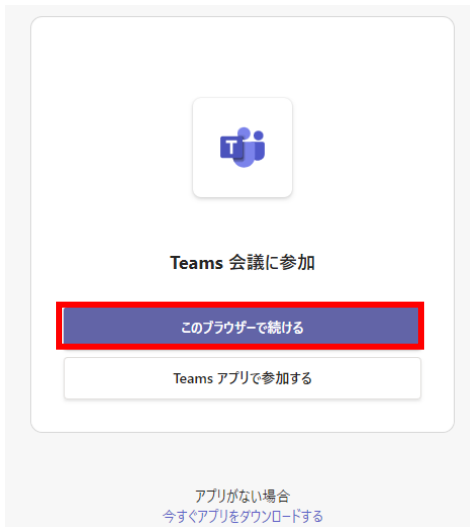 T
Teams 会議に参加
このブラウザーで続ける
Teams アプリで参加する
アプリがない場合
今すぐアプリをダウンロードする